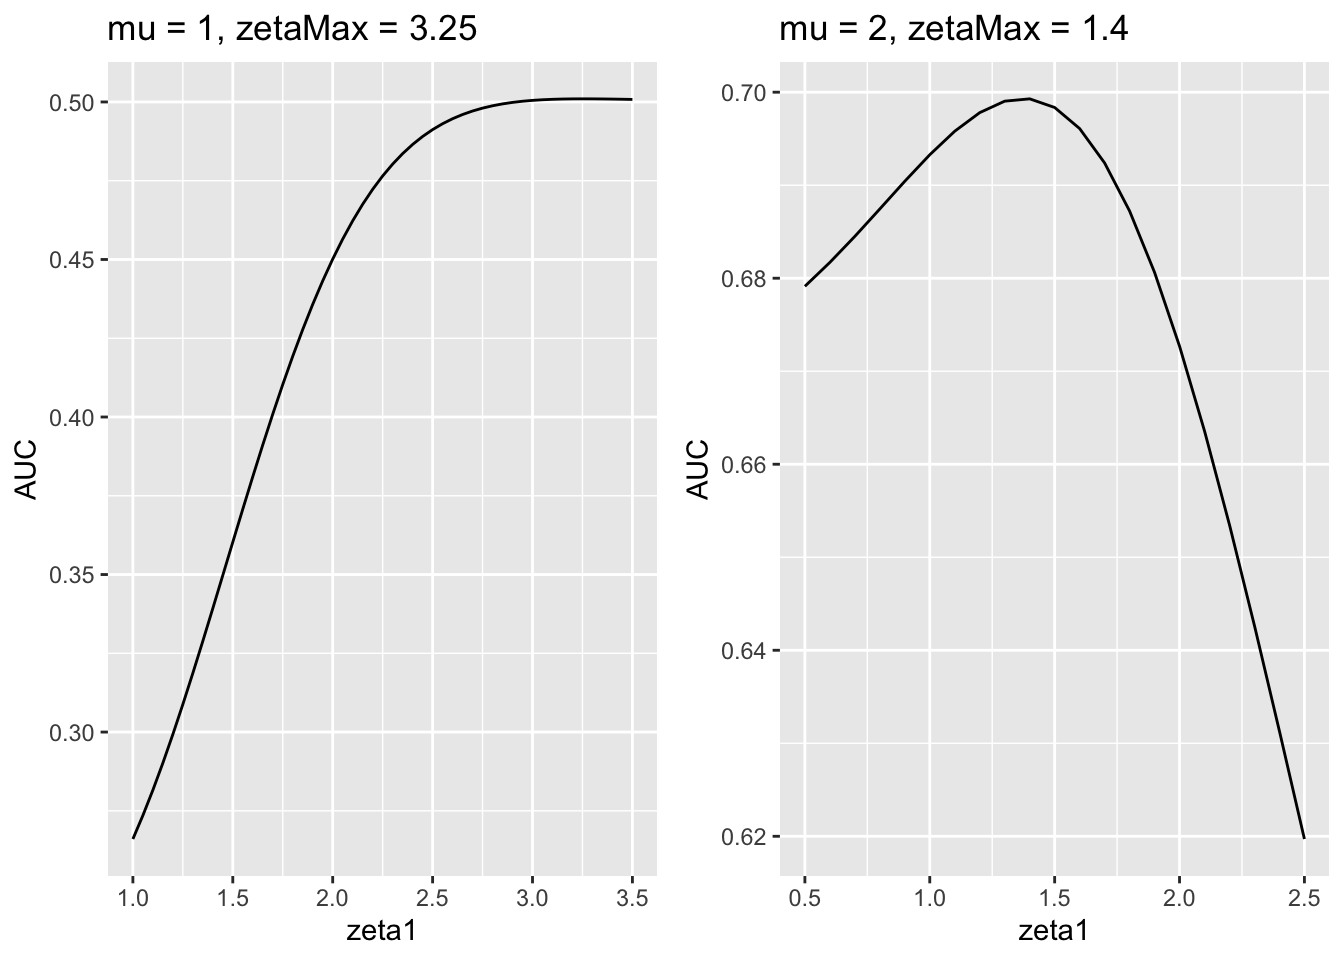 mu = 1, zetaMax = 3.25
AUC
0.50
0.45
0.40
0.35
0.30
1.0 1.5 2.0 2.5 3.0 3.5
zeta1
mu = 2, zetaMax = 1.4
AUC
0.70
0.68
0.66
0.64
0.62
0.5 1.0 1.5 2.0 2.5
zeta1